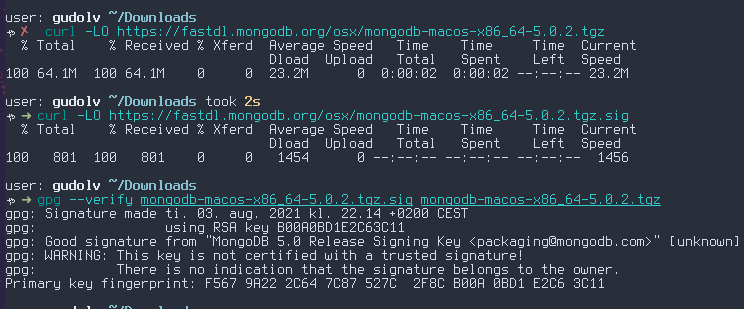 user: gudolv ~/Downloads
✗ curl -LO https://fastdl.mongodb.org/osx/mongodb-macos-x86_64-5.0.2.tgz
% Total % Received % Xferd Average Speed Time Time Time Current
Dload Upload Total Spent Left Speed
100 64.1M 100 64.1M 0 0 23.2M 0 0:00:02 0:00:02 --:--:-- 23.2M
user: gudolv ~/Downloads took 2s
➜ curl -LO https://fastdl.mongodb.org/osx/mongodb-macos-x86_64-5.0.2.tgz.sig
% Total % Received % Xferd Average Speed Time Time Time Current
Dload Upload Total Spent Left Speed
100 801 100 801 0 0 1454 0 --:--:-- --:--:-- --:--:-- 1456
user: gudolv ~/Downloads
➜ gpg --verify mongodb-macos-x86_64-5.0.2.tgz.sig mongodb-macos-x86_64-5.0.2.tgz
gpg: Signature made ti. 03. aug. 2021 kl. 22.14 +0200 CEST
gpg: using RSA key B00A0BD1E2C63C11
gpg: Good signature from "MongoDB 5.0 Release Signing Key <packaging@mongodb.com>" [unknown]
gpg: WARNING: This key is not certified with a trusted signature!
gpg: There is no indication that the signature belongs to the owner.
Primary key fingerprint: F567 9A22 2C64 7C87 527C 2F8C B00A 0BD1 E2C6 3C11